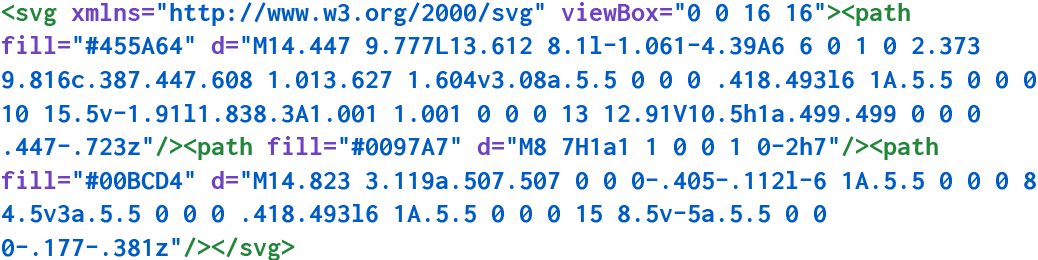 <svg xmlns="http://www.w3.org/2000/svg" viewBox="0 0 16 16"><path
fill="#455A64" d="M14.447 9.777L13.612 8.1l-1.061-4.39A6 6 0 1 0 2.373
9.816c.387.447.608 1.013.627 1.604v3.08a.5.5 0 0 0 .418.493l6 1A.5.5 0 0 0
10 15.5v-1.91l1.838.3A1.001 1.001 0 0 0 13 12.91V10.5h1a.499.499 0 0 0
.447-.723z"/><path fill="#0097A7" d="M8 7H1a1 1 0 0 1 0-2h7"/><path
fill="#00BCD4" d="M14.823 3.119a.507.507 0 0 0-.405-.112l-6 1A.5.5 0 0 0 8
4.5v3a.5.5 0 0 0 .418.493l6 1A.5.5 0 0 0 15 8.5v-5a.5.5 0 0
0-.177-.381z"/></svg>